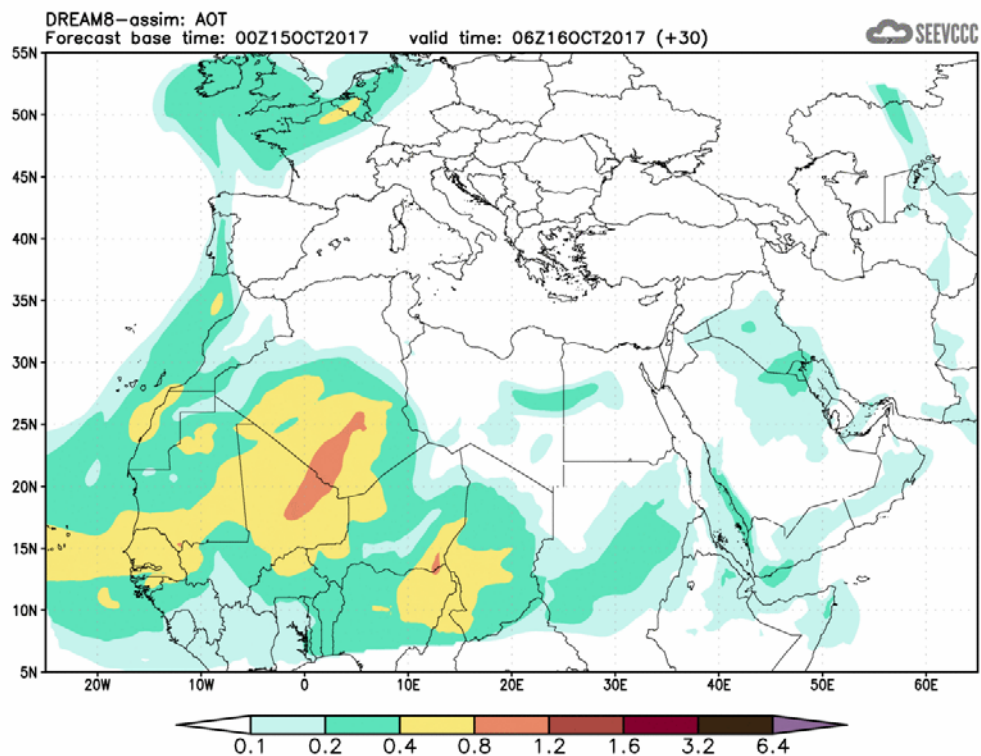 DREAM8-assim: AOT
Forecast base time: 00Z15OCT2017 valid time: 06Z16OCT2017 (+30)
SEEVCCC
55N
50N
45N
40N
35N
30N
25N
20N
15N
10N
5N
20W 10W 0 10E 20E 30E 40E 50E 60E
0.1 0.2 0.4 0.8 1.2 1.6 3.2 6.4